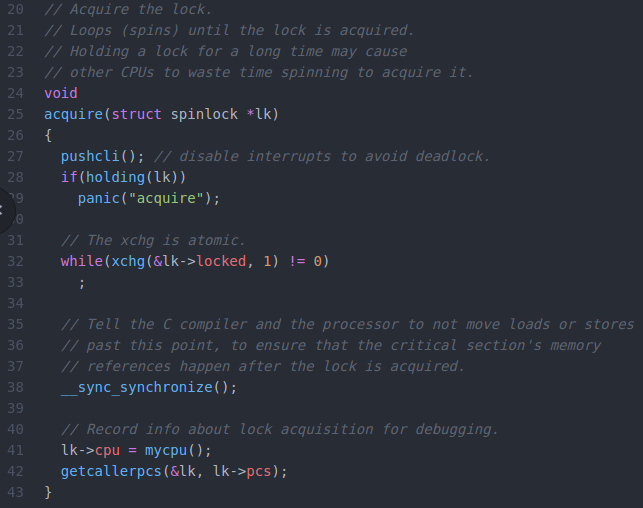 20 // Acquire the lock.
21 // Loops (spins) until the lock is acquired.
22 // Holding a lock for a long time may cause
23 // other CPUs to waste time spinning to acquire it.
24 void
25 acquire(struct spinlock *lk)
26 {
27   pushcli(); // disable interrupts to avoid deadlock.
28   if(holding(lk))
9     panic("acquire");
0
31   // The xchg is atomic.
32   while(xchg(&lk->locked, 1) != 0)
33     ;
34
35   // Tell the C compiler and the processor to not move loads or stores
36   // past this point, to ensure that the critical section's memory
37   // references happen after the lock is acquired.
38   __sync_synchronize();
39
40   // Record info about lock acquisition for debugging.
41   lk->cpu = mycpu();
42   getcallerpcs(&lk, lk->pcs);
43 }